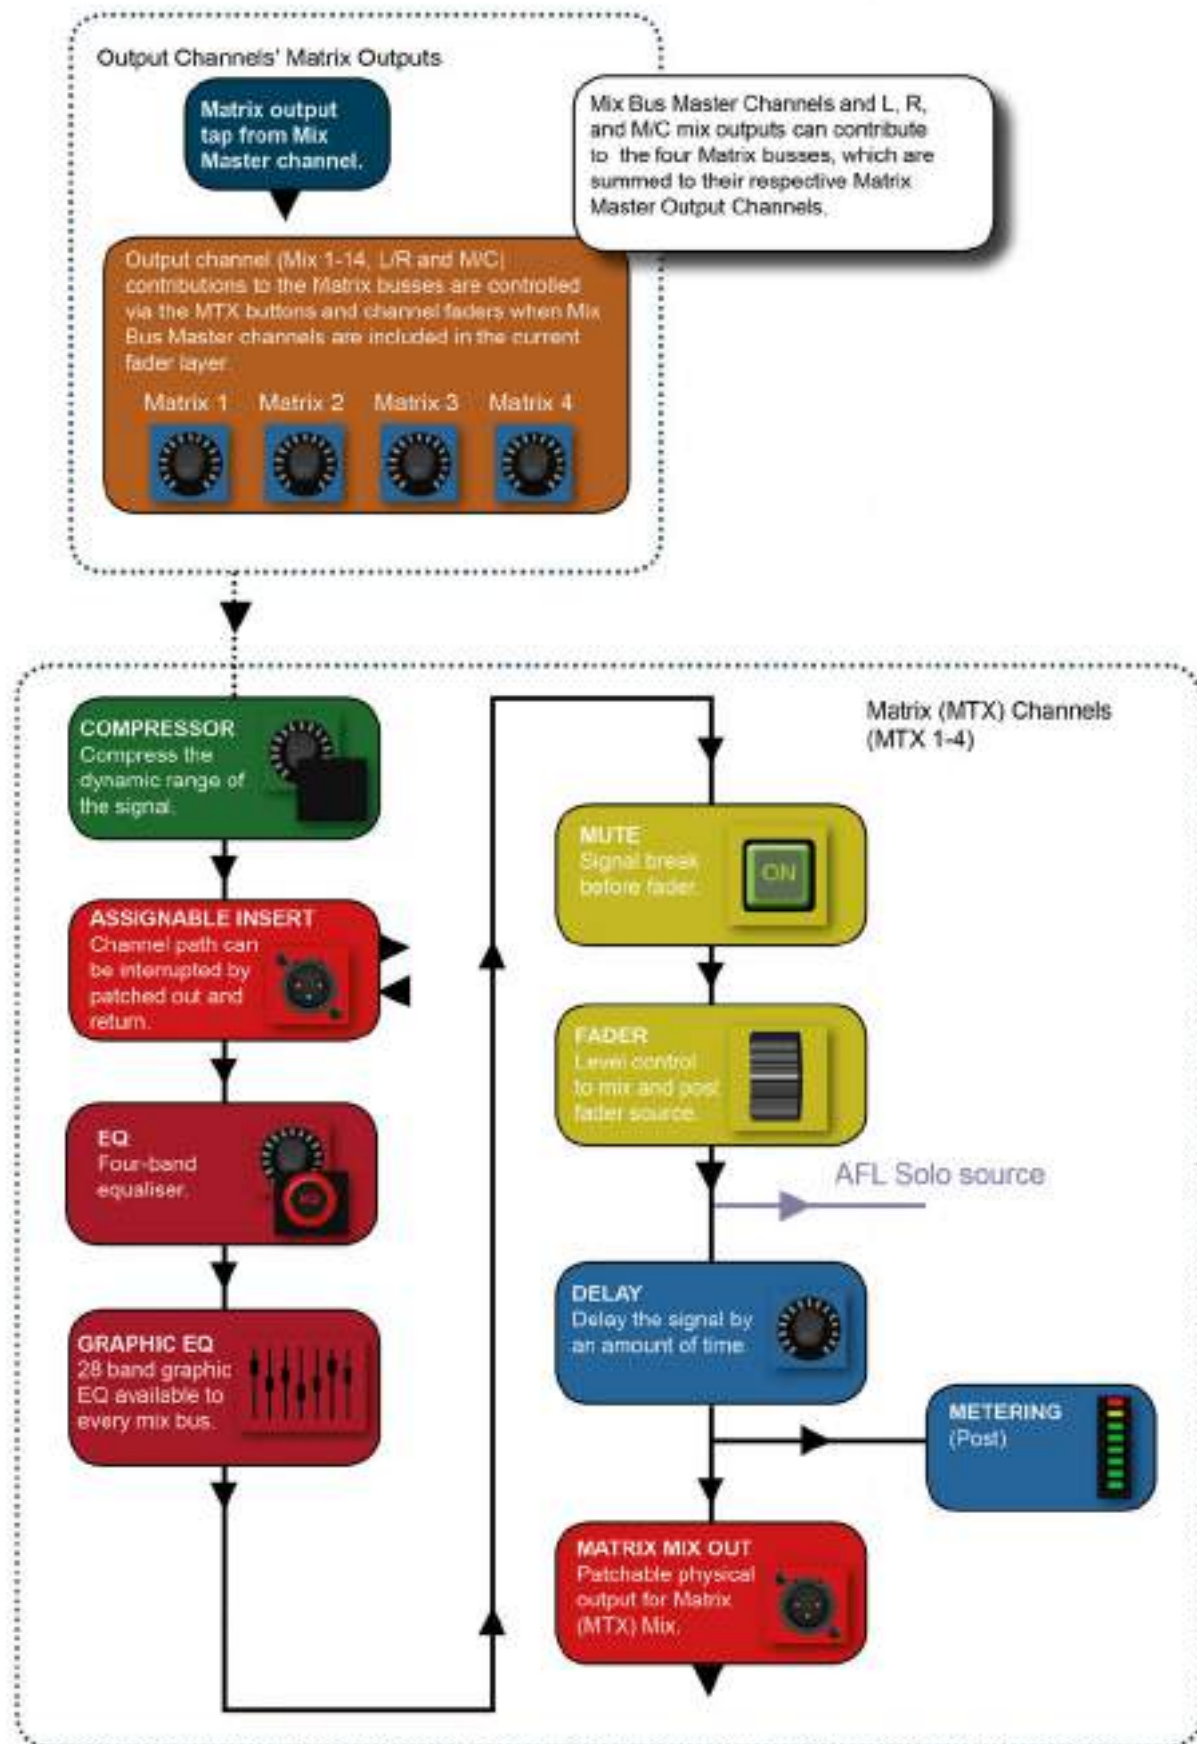 Output Channels' Matrix Outputs
Matrix output
tap from Mix
Master channel.
Mix Bus Master Channels and L, R,
and M/C mix outputs can contribute
to the four Matrix busses, which are
summed to their respective Matrix
Master Output Channels.
Output channel (Mix 1-14, L/R and M/C)
contributions to the Matrix busses are controlled
via the MTX buttons and channel faders when Mix
Bus Master channels are included in the current
fader layer.
Matrix 1 Matrix 2 Matrix 3 Matrix 4
Matrix (MTX) Channels
(MTX 1-4)
COMPRESSOR
Compress the
dynamic range of
the signal.
ASSIGNABLE INSERT
Channel path can
be interrupted by
patched out and
return.
EQ
Four-band
equaliser.
EQ
GRAPHIC EQ
28 band graphic
EQ available to
every mix bus.
MUTE
Signal break
before fader.
ON
FADER
Level control
to mix and post
fader source.
AFL Solo source
DELAY
Delay the signal by
an amount of time.
METERING
(Post)
MATRIX MIX OUT
Patchable physical
output for Matrix
(MTX) Mix.